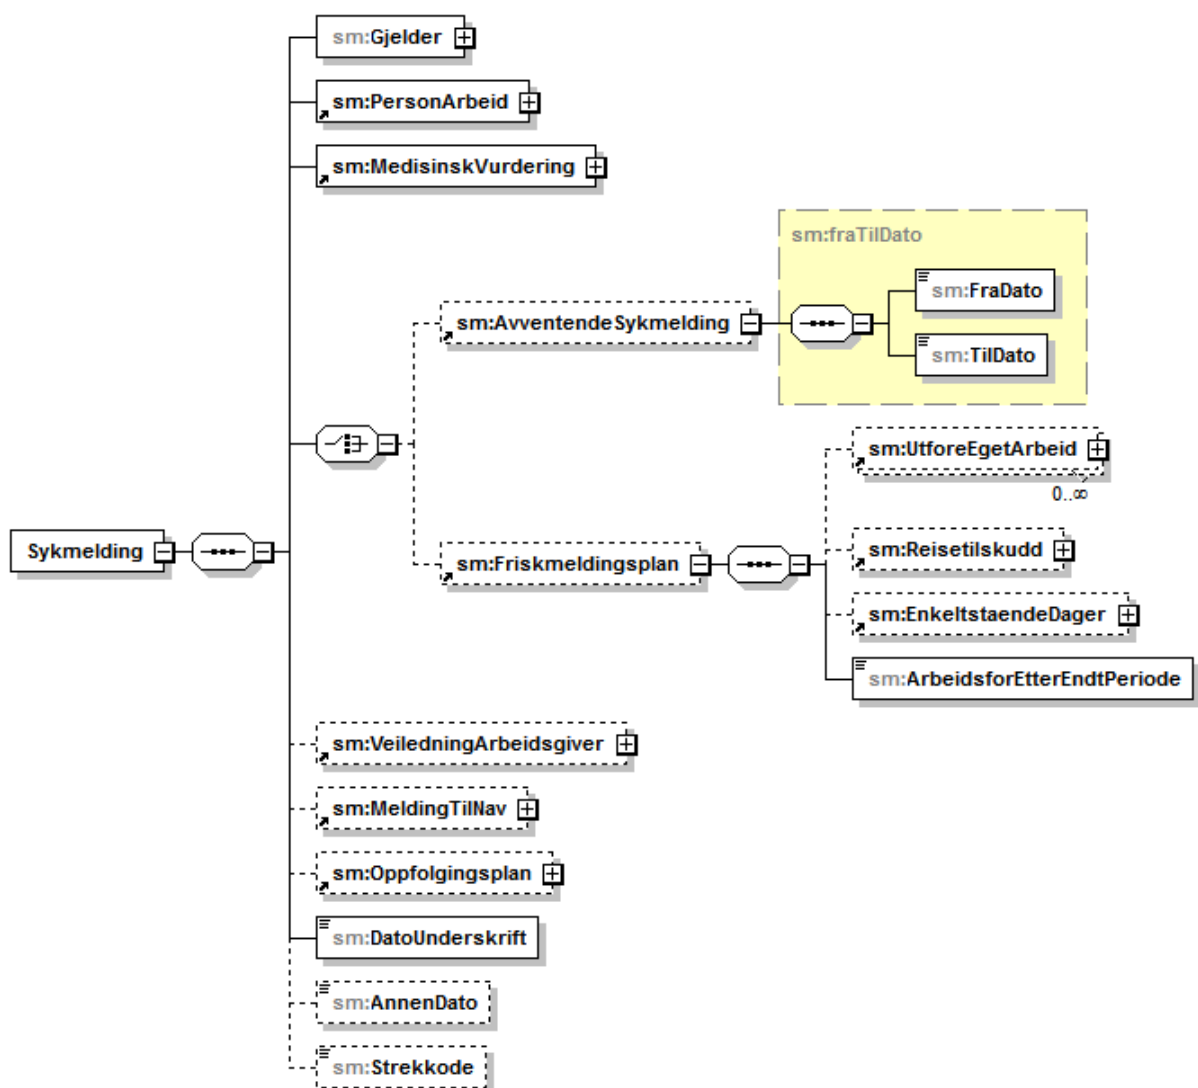 sm:Gjelder
sm:PersonArbeid
sm:MedisinskVurdering
sm:fraTilDato
sm:FraDato
sm:AvventendeSykmelding
sm:TilDato
sm:UtforeEgetArbeid
0..∞
Sykmelding
sm:Reisetilskudd
sm:Friskmeldingsplan
sm:EnkeltstaendeDager
sm:ArbeidsforEtterEndtPeriode
sm:VeiledningArbeidsgiver
sm:MeldingTilNav
sm:Oppfolgingsplan
sm:DatoUnderskrift
sm:AnnenDato
sm:Strekkode